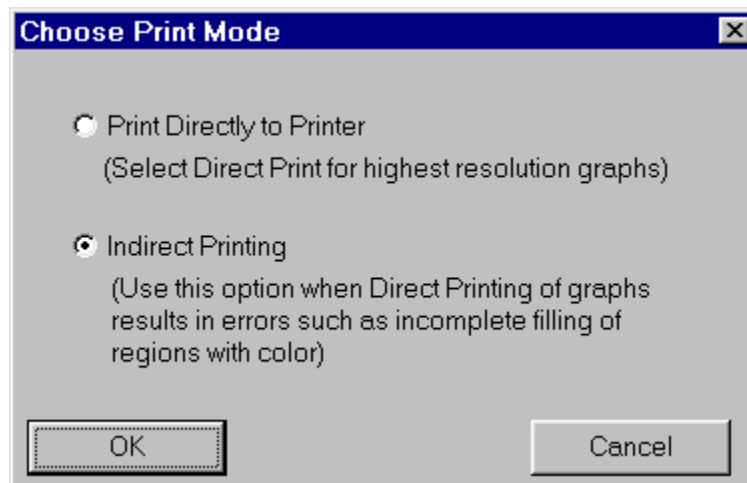 Choose Print Mode
Print Directly to Printer
(Select Direct Print for highest resolution graphs)
Indirect Printing
(Use this option when Direct Printing of graphs
results in errors such as incomplete filling of
regions with color)
OK
Cancel